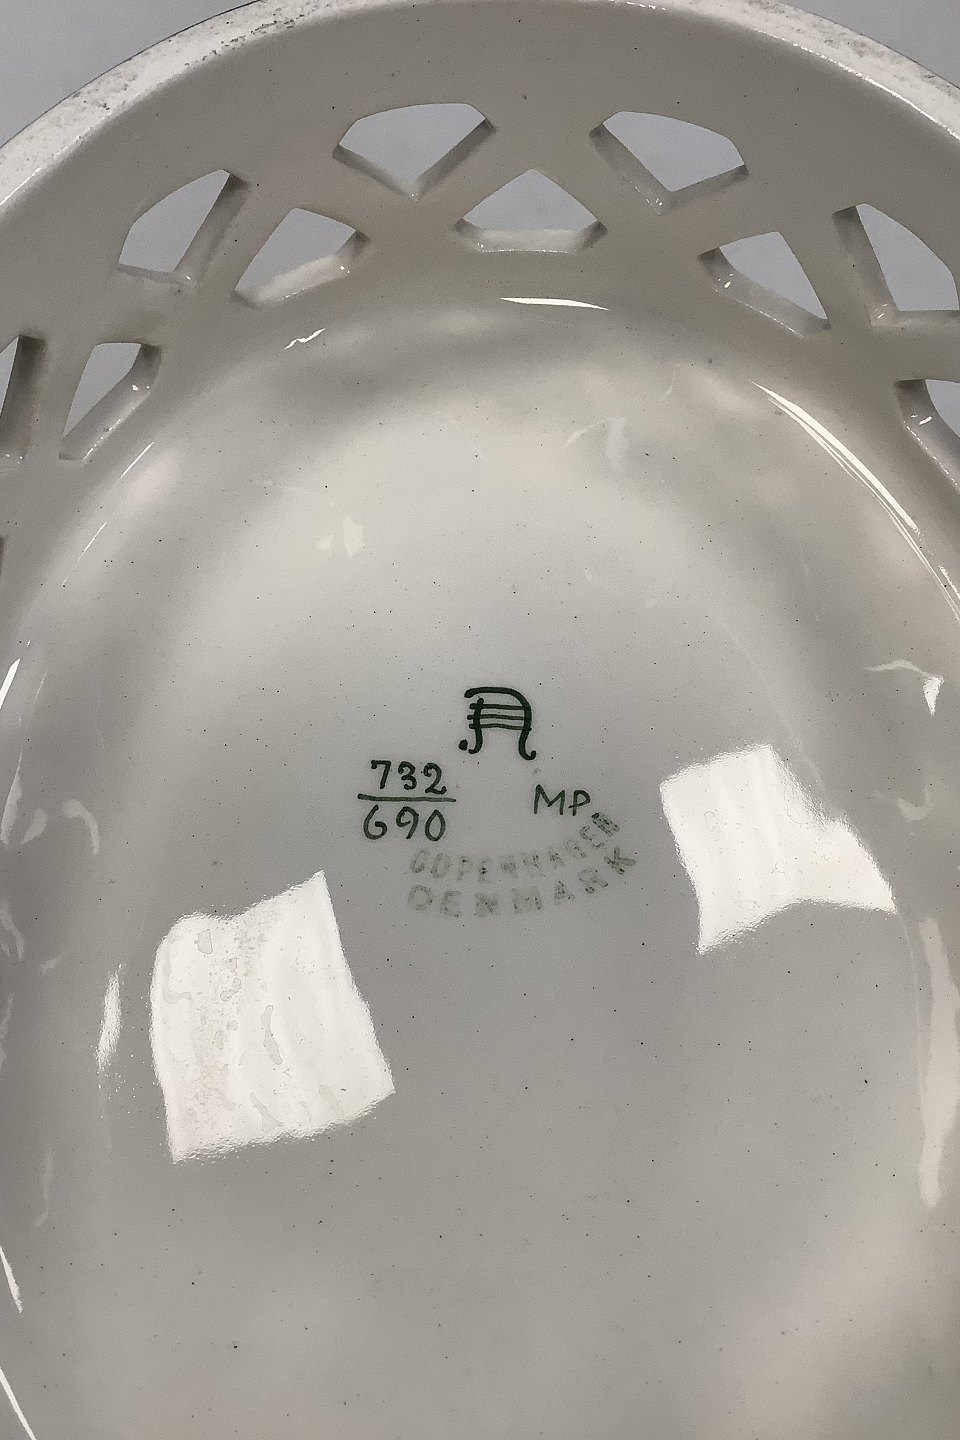 732
690
MP
COPENHAGEN
DENMARK